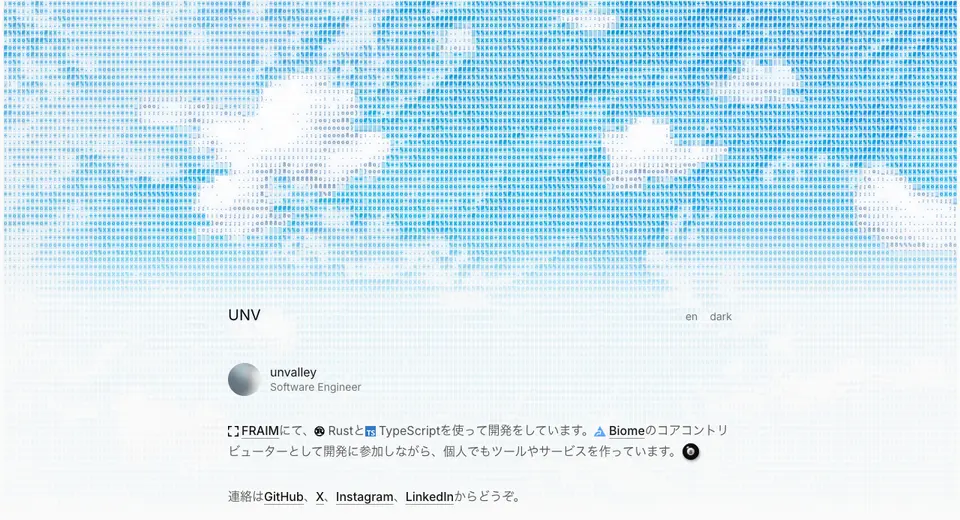 UNV
en dark
unvalley
Software Engineer
FRAIMにて、RustとTS TypeScriptを使って開発をしています。Biomeのコアコントリ
ビューターとして開発に参加しながら、個人でもツールやサービスを作っています。
連絡はGitHub、X、Instagram、LinkedInからどうぞ。